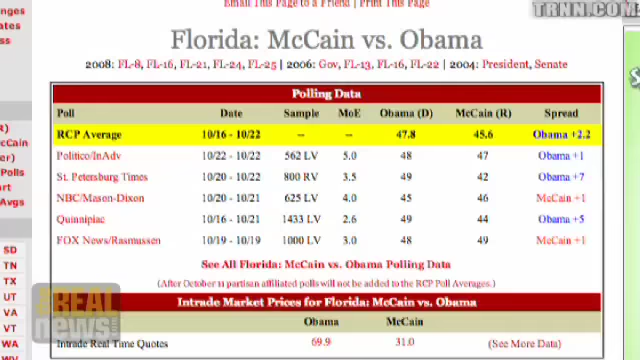 Email This Page to a Friend | Print This Page
TRNN.COM
Florida: McCain vs. Obama
2008: FL-8, FL-16, FL-21, FL-24, FL-25 | 2006: Gov, FL-13, FL-16, FL-22 | 2004: President, Senate
Polling Data
Poll Date Sample MoE Obama (D) McCain (R) Spread
RCP Average 10/16 - 10/22 -- -- 47.8 45.6 Obama +2.2
Politico/InAdv 10/22 - 10/22 562 LV 5.0 48 47 Obama +1
St. Petersburg Times 10/20 - 10/22 800 RV 3.5 49 42 Obama +7
NBC/Mason-Dixon 10/20 - 10/21 625 LV 4.0 45 46 McCain +1
Quinnipiac 10/16 - 10/21 1433 LV 2.6 49 44 Obama +5
FOX News/Rasmussen 10/19 - 10/19 1000 LV 3.0 48 49 McCain +1
See All Florida: McCain vs. Obama Polling Data
(After October 11 partisan affiliated polls will not be added to the RCP Poll Averages.)
Intrade Market Prices for Florida: McCain vs. Obama
Obama McCain
Intrade Real Time Quotes 69.9 31.0 (See More Data)
R)
cCain
er)
Polls
Avgs
SD
TN
TX
UT
VA
VT
WA
THE REAL
news
.com